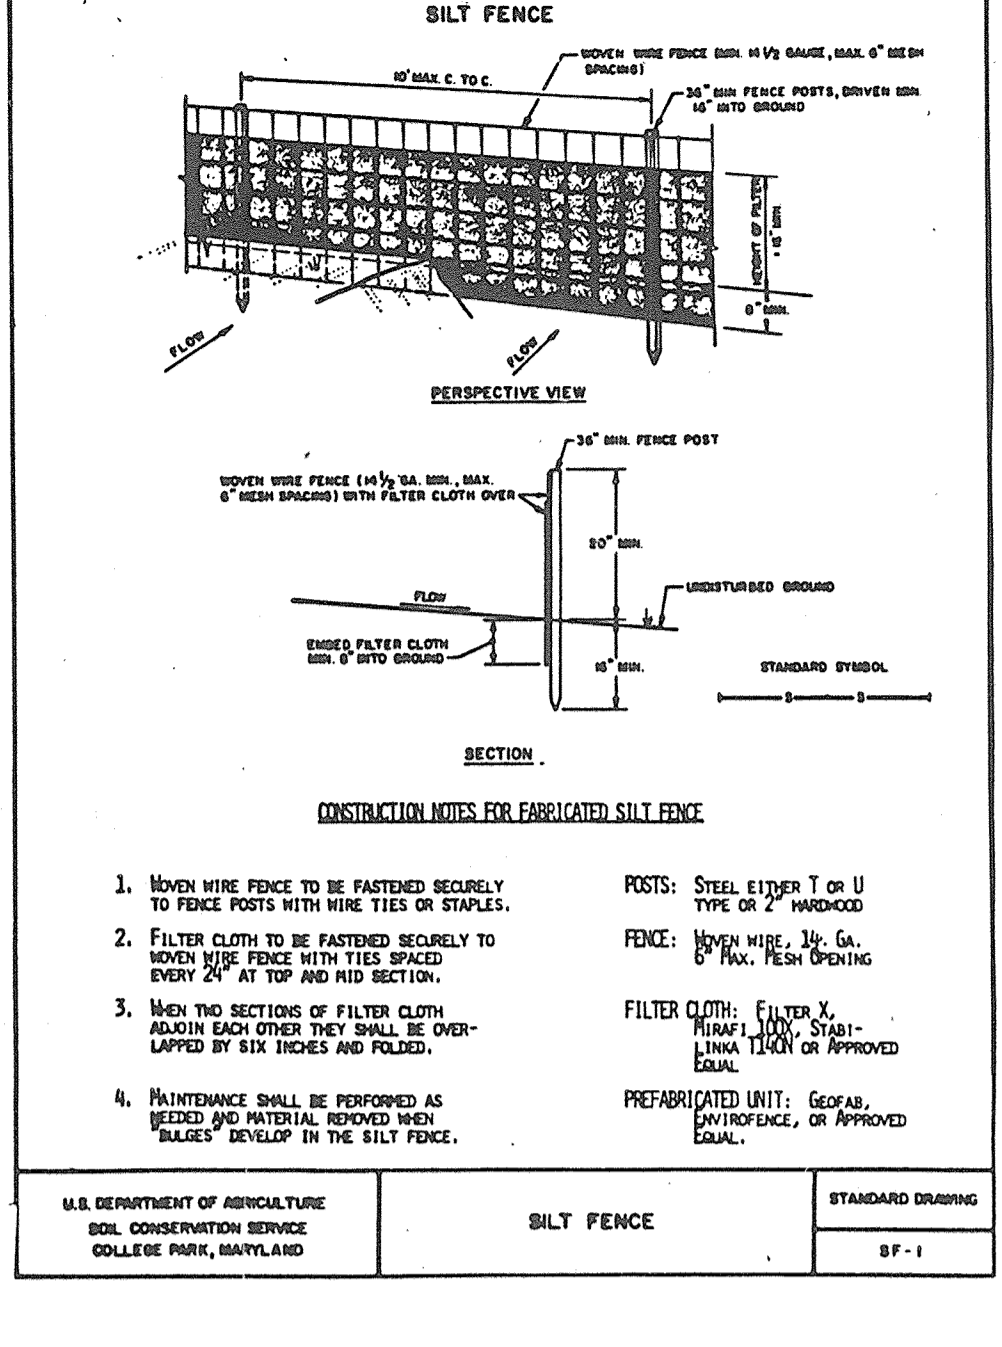 SILT FENCE
WOVEN WIRE FENCE (MIN. 14 1/2 GAUGE, MAX. 6" MESH
SPACING)
10' MAX. C. TO C.
36" MIN FENCE POSTS, DRIVEN MIN.
16" INTO GROUND
HEIGHT OF FILTER
MIN.
8" MIN.
FLOW
FLOW
PERSPECTIVE VIEW
36" MIN. FENCE POST
WOVEN WIRE FENCE (14 1/2 GA. MIN., MAX.
6" MESH SPACING) WITH FILTER CLOTH OVER
20" MIN.
UNDISTURBED GROUND
FLOW
EMBED FILTER CLOTH
MIN. 8" INTO GROUND
16" MIN.
STANDARD SYMBOL
S S
SECTION
CONSTRUCTION NOTES FOR FABRICATED SILT FENCE
1. WOVEN WIRE FENCE TO BE FASTENED SECURELY
TO FENCE POSTS WITH WIRE TIES OR STAPLES.
2. FILTER CLOTH TO BE FASTENED SECURELY TO
WOVEN WIRE FENCE WITH TIES SPACED
EVERY 24" AT TOP AND MID SECTION.
3. WHEN TWO SECTIONS OF FILTER CLOTH
ADJOIN EACH OTHER THEY SHALL BE OVER-
LAPPED BY SIX INCHES AND FOLDED.
4. MAINTENANCE SHALL BE PERFORMED AS
NEEDED AND MATERIAL REMOVED WHEN
"BULGES" DEVELOP IN THE SILT FENCE.
POSTS: STEEL EITHER T OR U
TYPE OR 2" HARDWOOD
FENCE: WOVEN WIRE, 14. GA.
6" MAX. MESH OPENING
FILTER CLOTH: FILTER X,
MIRAFI 100X, STABI-
LINKA T140N OR APPROVED
EQUAL
PREFABRICATED UNIT: GEOFAB,
ENVIROFENCE, OR APPROVED
EQUAL.
U.S. DEPARTMENT OF AGRICULTURE
SOIL CONSERVATION SERVICE
COLLEGE PARK, MARYLAND
SILT FENCE
STANDARD DRAWING
SF-1